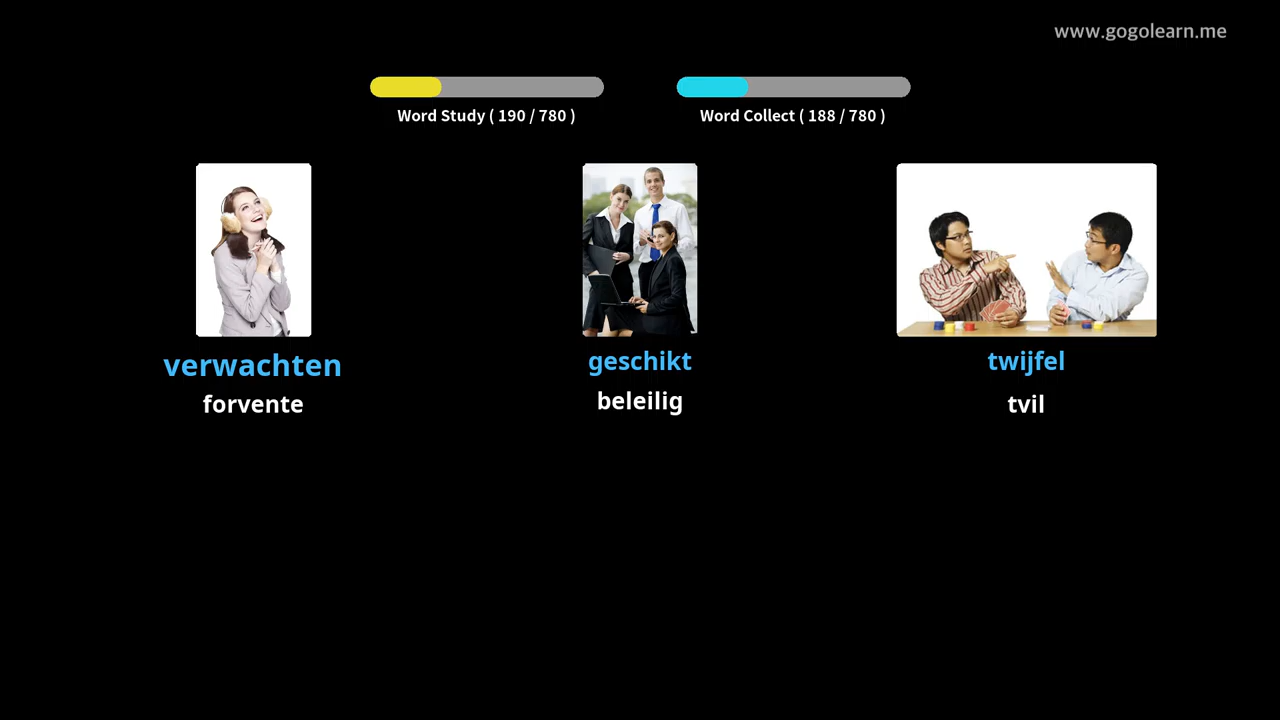 www.gogolearn.me
Word Study ( 190 / 780 )
Word Collect ( 188 / 780 )
verwachten
forvente
geschikt
beleilig
twijfel
tvil